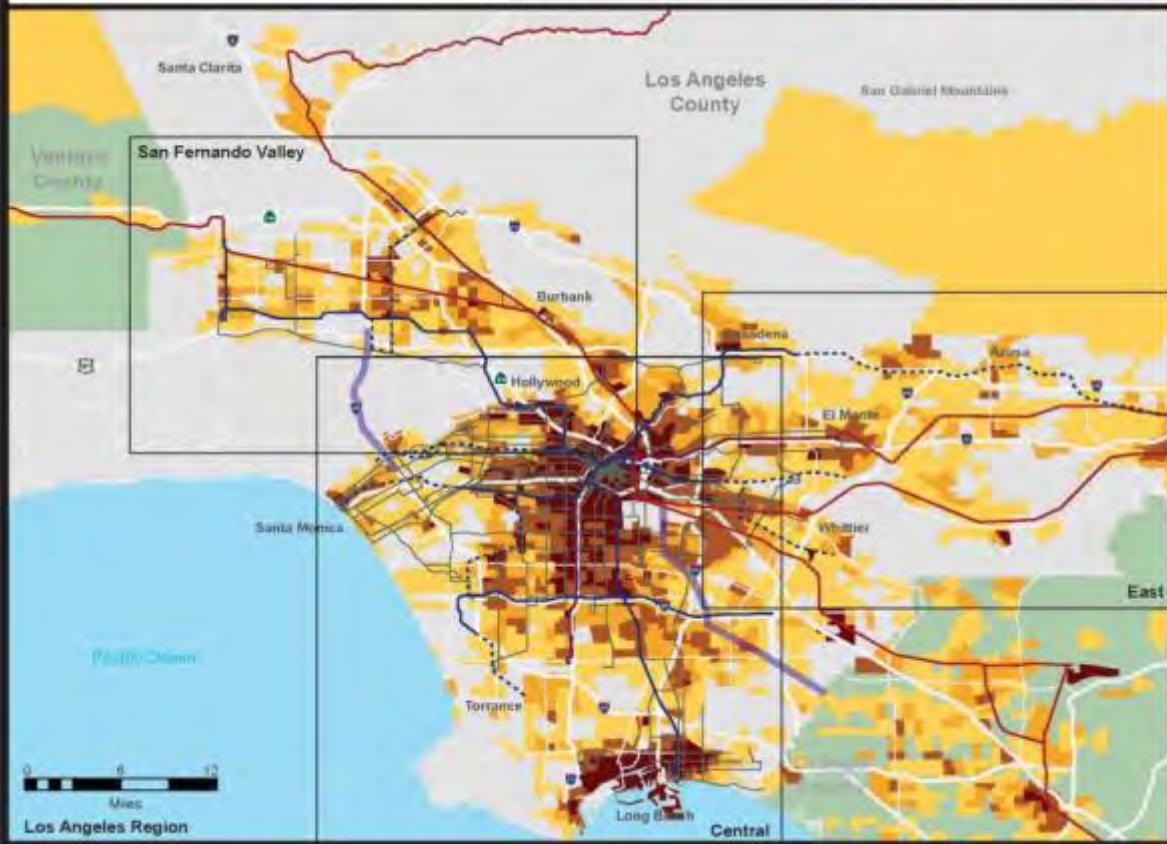 Santa Clarita
Los Angeles
County
San Gabriel Mountains
Ventura
County
San Fernando Valley
Burbank
Pasadena
Azusa
Hollywood
El Monte
Santa Monica
Whittier
East
Pacific Ocean
Torrance
0 6 12
Miles
Long Beach
Los Angeles Region
Central